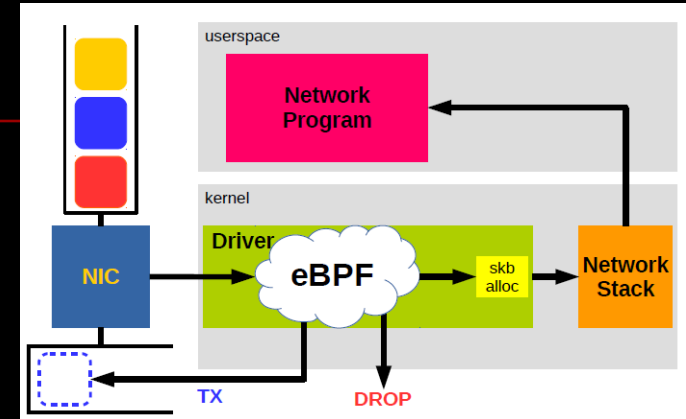 userspace
Network
Program
kernel
Driver
eBPF
NIC
skb
alloc
Network
Stack
TX
DROP